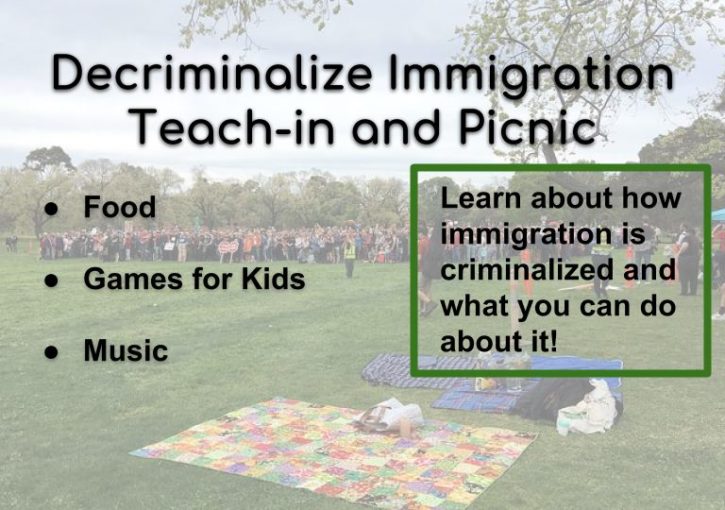 Decriminalize Immigration
Teach-in and Picnic
● Food
● Games for Kids
● Music
Learn about how
immigration is
criminalized and
what you can do
about it!